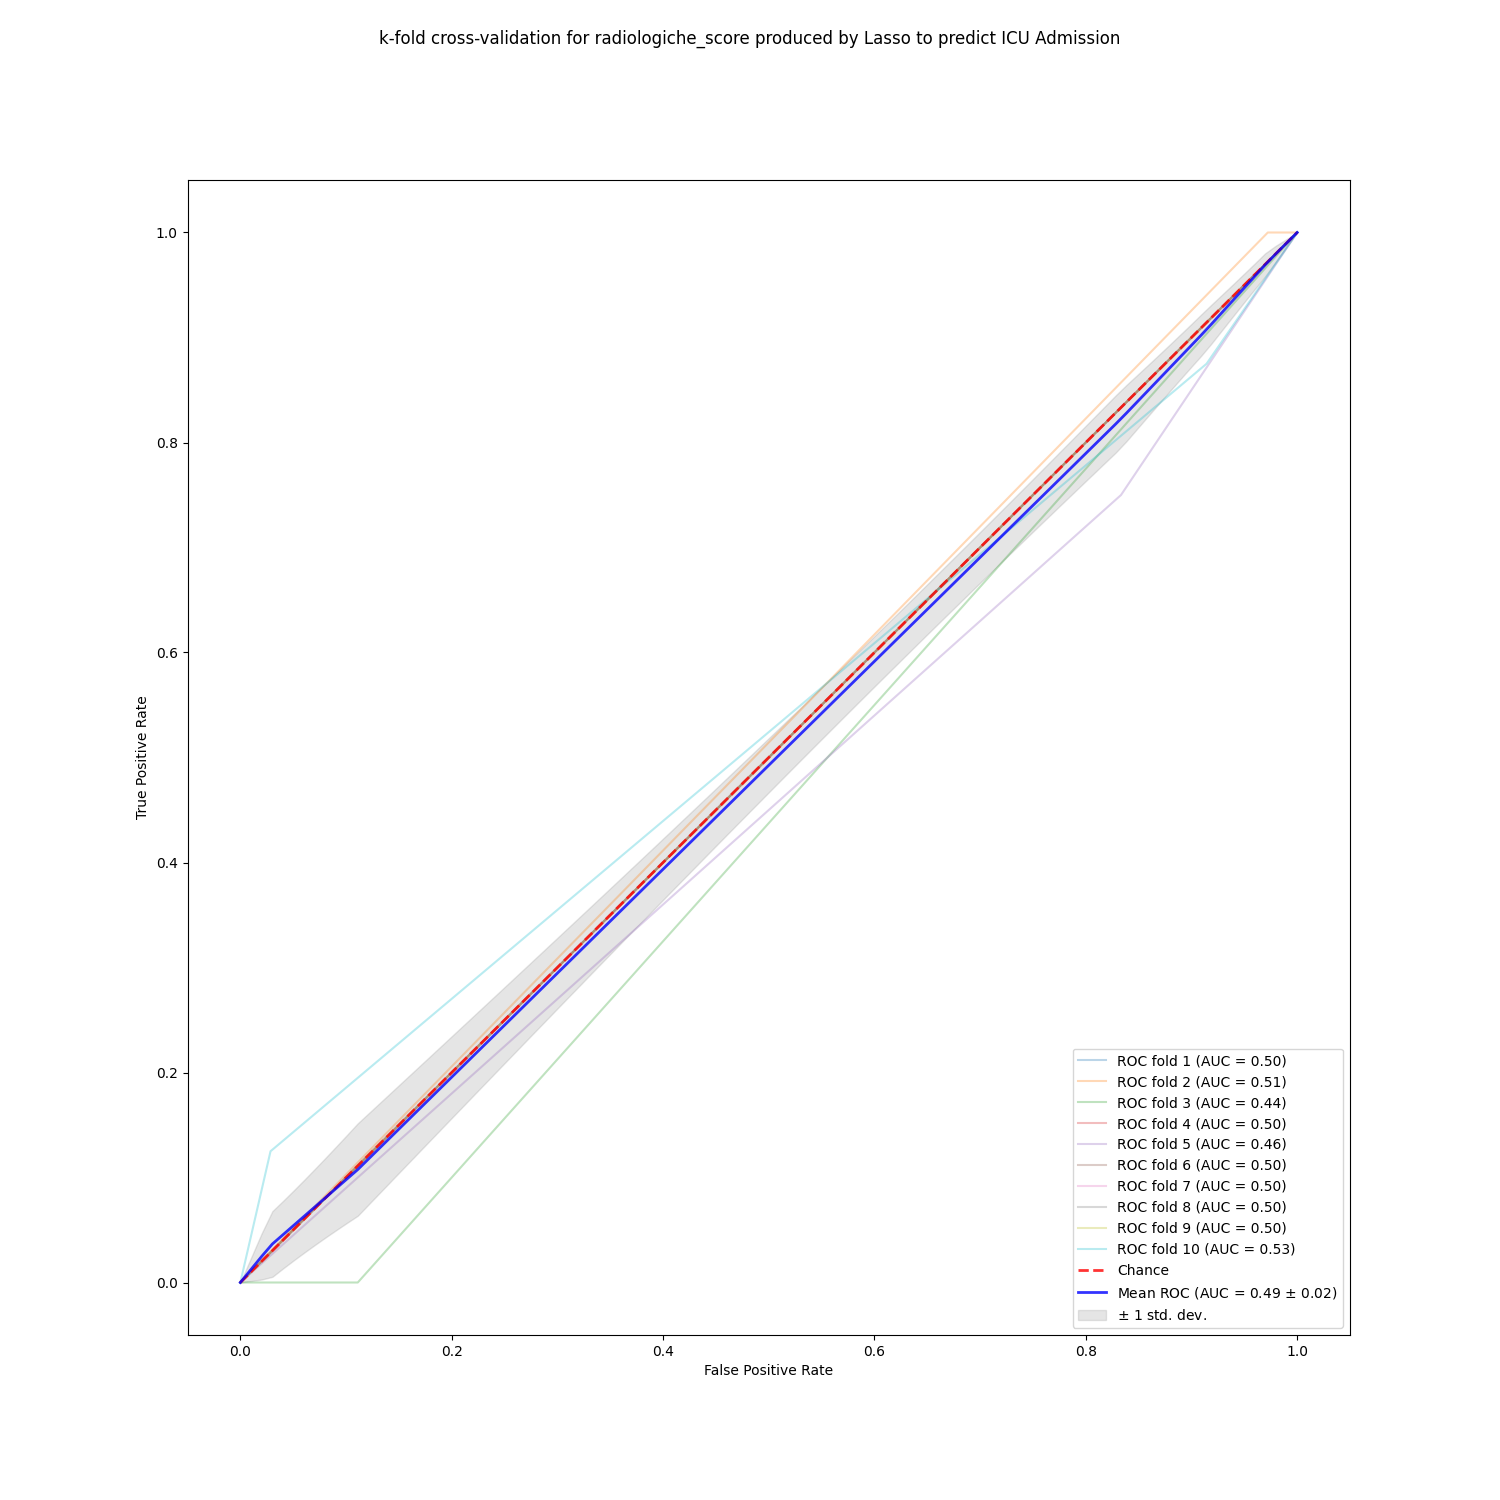 k-fold cross-validation for radiologiche_score produced by Lasso to predict ICU Admission
1.0
0.8
0.6
0.4
0.2
0.0
True Positive Rate
0.0 0.2 0.4 0.6 0.8 1.0
False Positive Rate
ROC fold 1 (AUC = 0.50)
ROC fold 2 (AUC = 0.51)
ROC fold 3 (AUC = 0.44)
ROC fold 4 (AUC = 0.50)
ROC fold 5 (AUC = 0.46)
ROC fold 6 (AUC = 0.50)
ROC fold 7 (AUC = 0.50)
ROC fold 8 (AUC = 0.50)
ROC fold 9 (AUC = 0.50)
ROC fold 10 (AUC = 0.53)
Chance
Mean ROC (AUC = 0.49 ± 0.02)
± 1 std. dev.